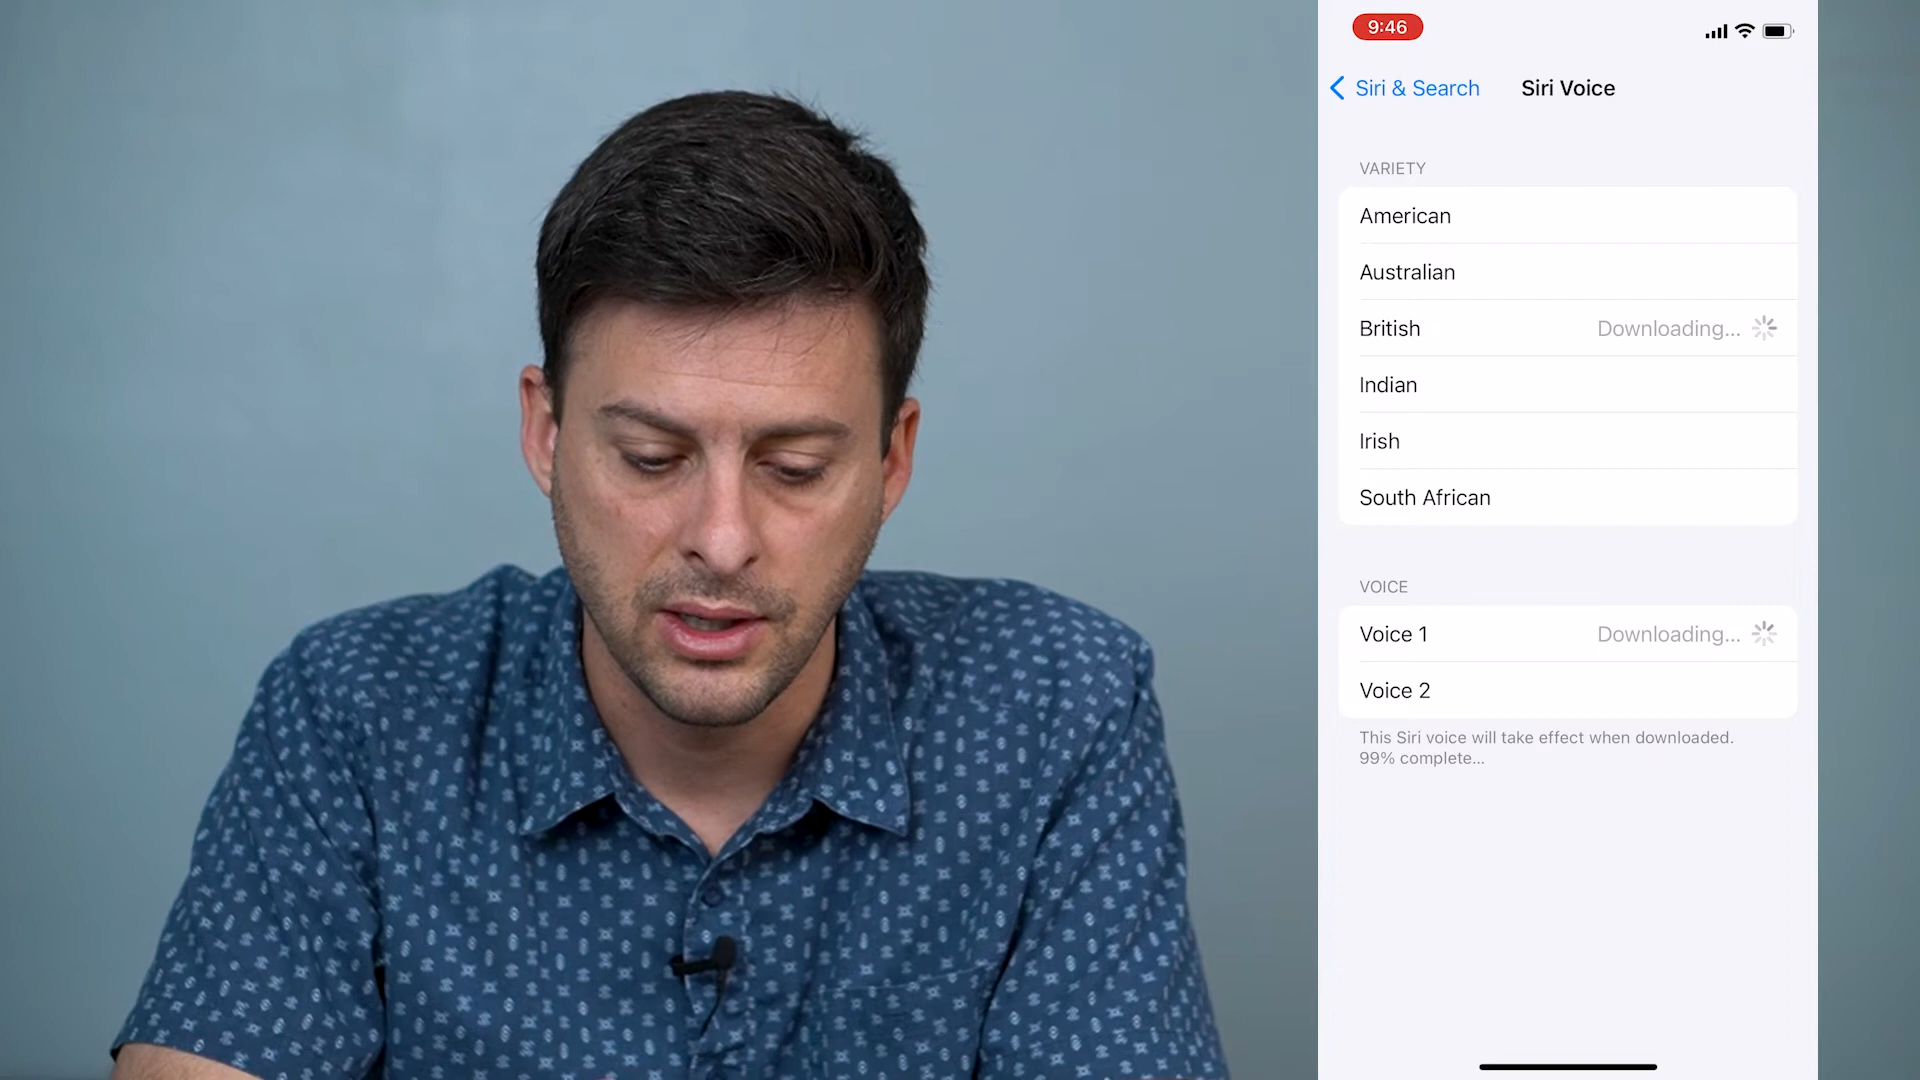 9:46
Siri & Search
Siri Voice
VARIETY
American
Australian
British Downloading...
Indian
Irish
South African
VOICE
Voice 1 Downloading...
Voice 2
This Siri voice will take effect when downloaded.
99% complete...